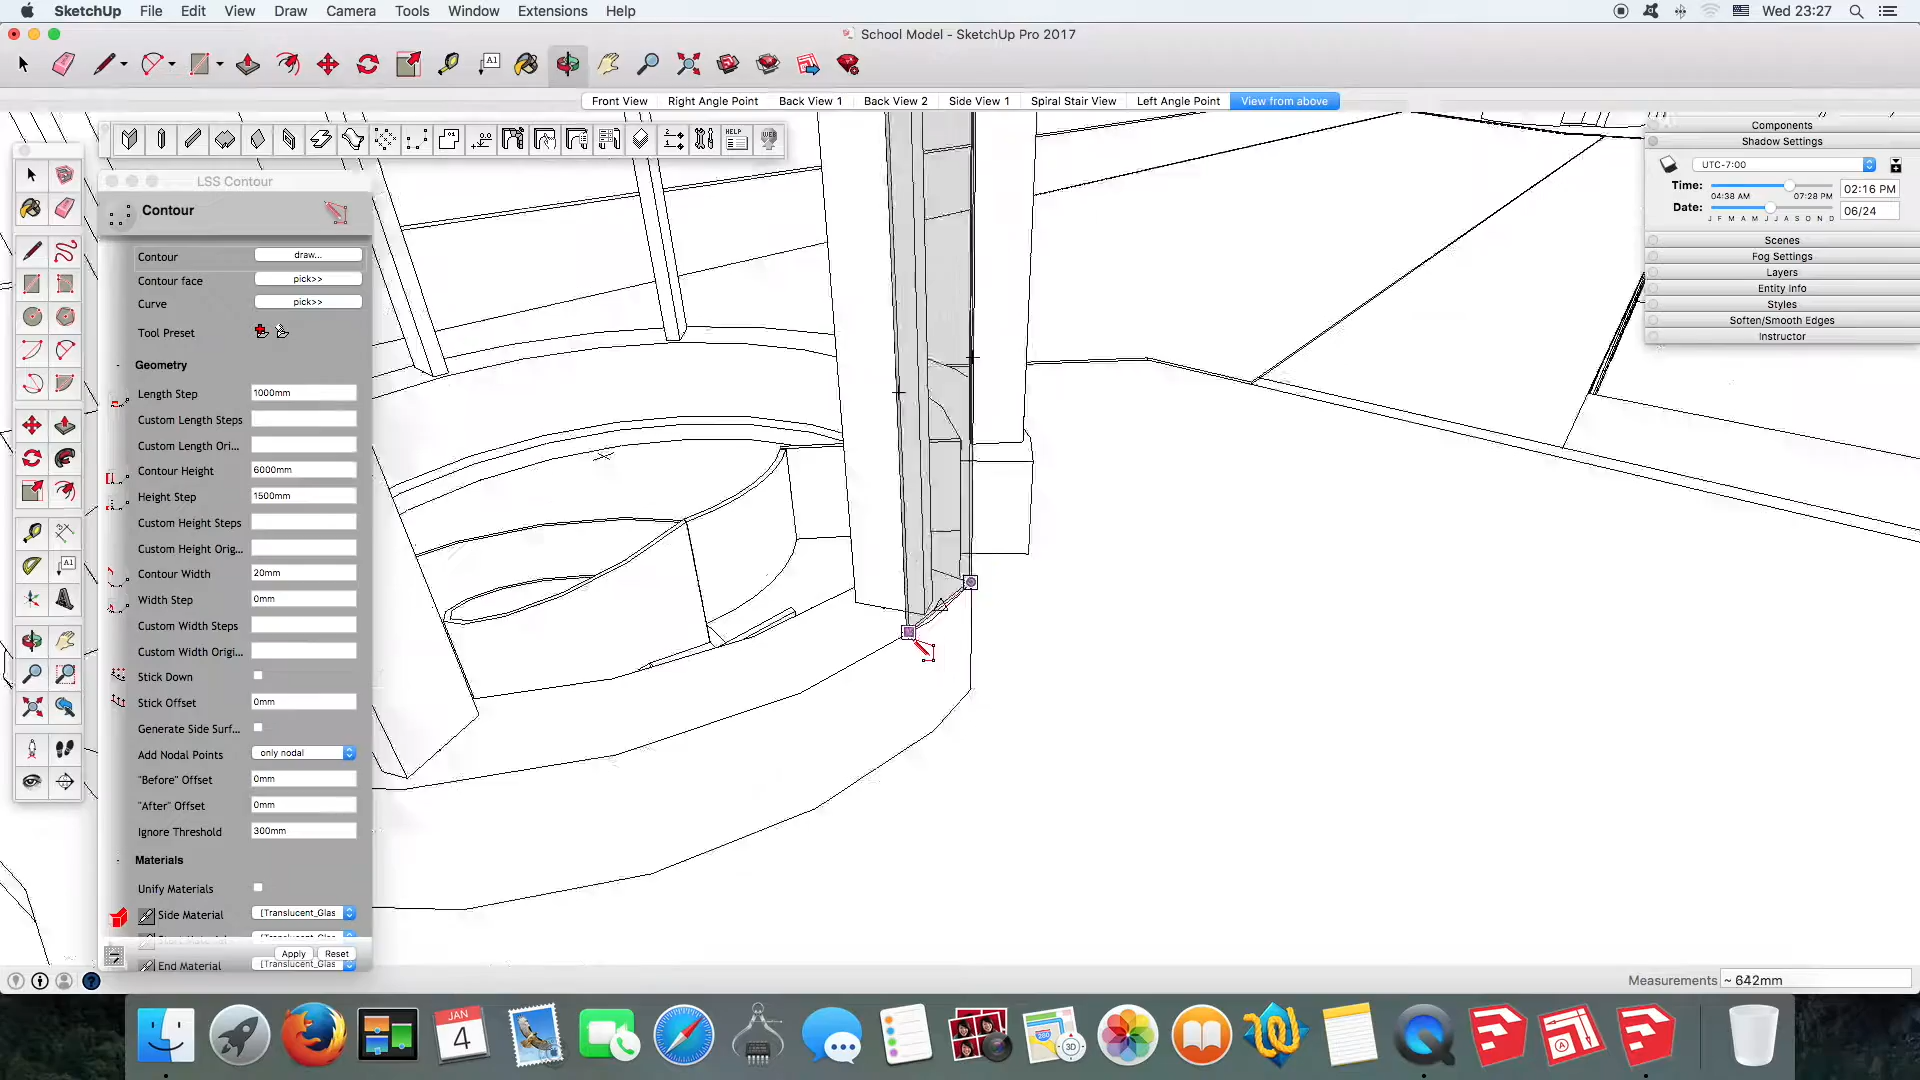 SketchUp File Edit View Draw Camera Tools Window Extensions Help Wed 23:27
School Model - SketchUp Pro 2017
A1
Front View Right Angle Point Back View 1 Back View 2 Side View 1 Spiral Stair View Left Angle Point View from above
HELP WEB
Components
Shadow Settings
UTC-7:00
Time: 02:16 PM
04:38 AM 07:28 PM
Date: 06/24
J F M A M J J A S O N D
Scenes
Fog Settings
Layers
Entity Info
Styles
Soften/Smooth Edges
Instructor
LSS Contour
Contour
Contour draw...
Contour face pick>>
Curve pick>>
Tool Preset
- Geometry
Length Step 1000mm
Custom Length Steps
Custom Length Ori...
Contour Height 6000mm
Height Step 1500mm
Custom Height Steps
Custom Height Orig...
Contour Width 20mm
Width Step 0mm
Custom Width Steps
Custom Width Origi...
Stick Down
Stick Offset 0mm
Generate Side Surf...
Add Nodal Points only nodal
"Before" Offset 0mm
"After" Offset 0mm
Ignore Threshold 300mm
- Materials
Unify Materials
Side Material [Translucent_Glas
Apply Reset
End Material [Translucent_Glas
A1
Measurements ~ 642mm
JAN
4
280
3D
A